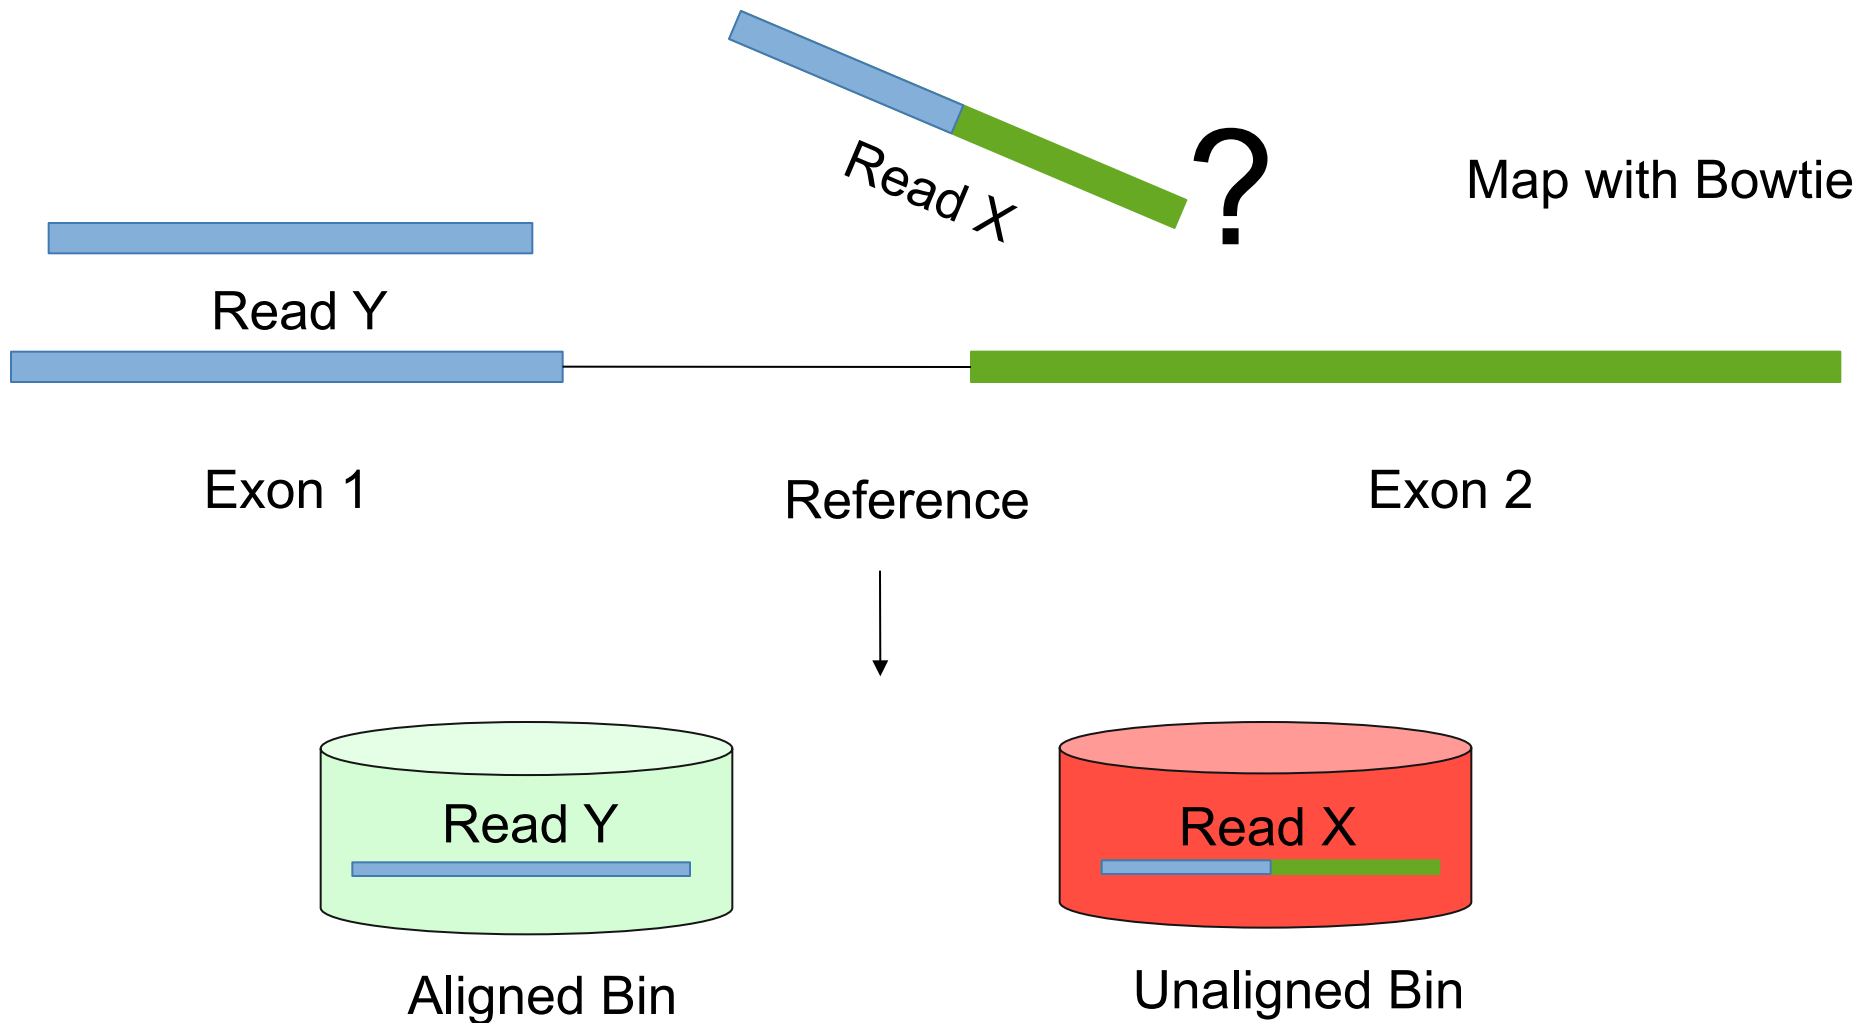 Read X
?
Map with Bowtie
Read Y
Exon 1
Reference
Exon 2
Read Y
Read X
Aligned Bin
Unaligned Bin